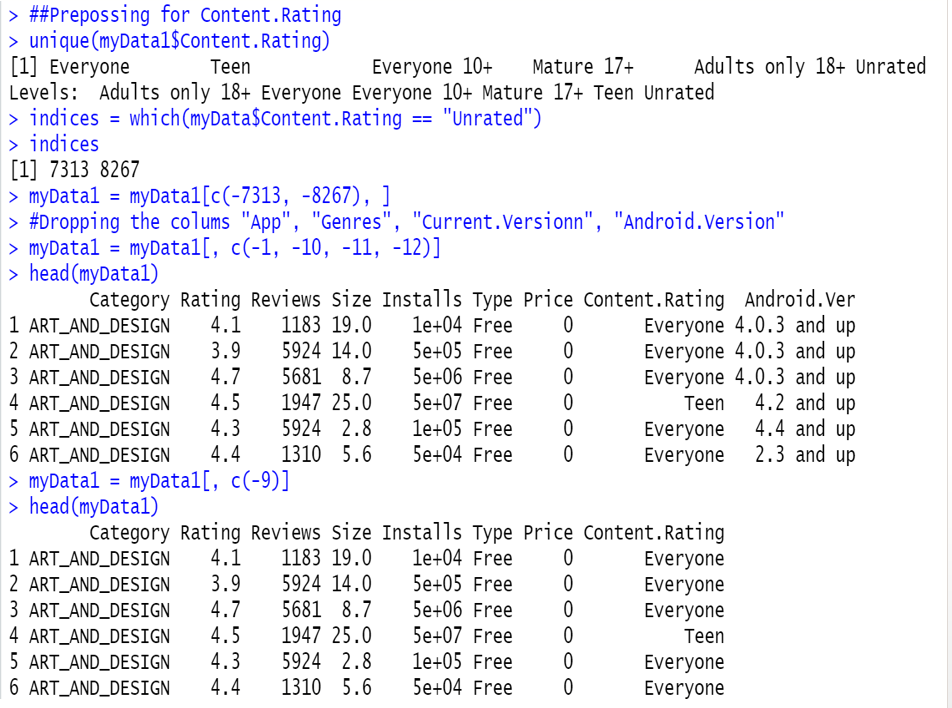 > ##Prepossing for Content.Rating
> unique(myData1$Content.Rating)
[1] Everyone        Teen            Everyone 10+    Mature 17+      Adults only 18+ Unrated
Levels:  Adults only 18+ Everyone Everyone 10+ Mature 17+ Teen Unrated
> indices = which(myData$Content.Rating == "Unrated")
> indices
[1] 7313 8267
> myData1 = myData1[c(-7313, -8267), ]
> #Dropping the colums "App", "Genres", "Current.Versionn", "Android.Version"
> myData1 = myData1[, c(-1, -10, -11, -12)]
> head(myData1)
        Category Rating Reviews Size Installs Type Price Content.Rating  Android.Ver
1 ART_AND_DESIGN    4.1    1183 19.0    1e+04 Free     0       Everyone 4.0.3 and up
2 ART_AND_DESIGN    3.9    5924 14.0    5e+05 Free     0       Everyone 4.0.3 and up
3 ART_AND_DESIGN    4.7    5681  8.7    5e+06 Free     0       Everyone 4.0.3 and up
4 ART_AND_DESIGN    4.5    1947 25.0    5e+07 Free     0           Teen   4.2 and up
5 ART_AND_DESIGN    4.3    5924  2.8    1e+05 Free     0       Everyone   4.4 and up
6 ART_AND_DESIGN    4.4    1310  5.6    5e+04 Free     0       Everyone   2.3 and up
> myData1 = myData1[, c(-9)]
> head(myData1)
        Category Rating Reviews Size Installs Type Price Content.Rating
1 ART_AND_DESIGN    4.1    1183 19.0    1e+04 Free     0       Everyone
2 ART_AND_DESIGN    3.9    5924 14.0    5e+05 Free     0       Everyone
3 ART_AND_DESIGN    4.7    5681  8.7    5e+06 Free     0       Everyone
4 ART_AND_DESIGN    4.5    1947 25.0    5e+07 Free     0           Teen
5 ART_AND_DESIGN    4.3    5924  2.8    1e+05 Free     0       Everyone
6 ART_AND_DESIGN    4.4    1310  5.6    5e+04 Free     0       Everyone